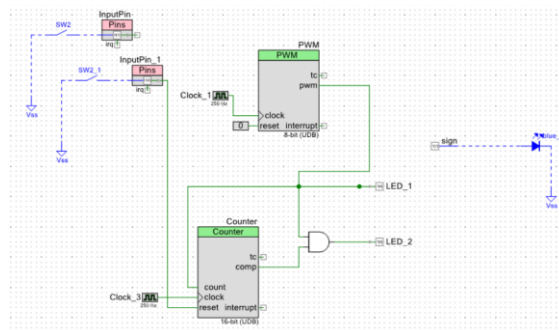 InputPin
Pins
SW2
irq
InputPin_1
Pins
SW2_1
irq
Vss
Vss
PWM
PWM
tc
pwm
Clock_1
clock
0
reset interrupt
8-bit (UDB)
sign
Vss
LED_1
Counter
Counter
LED_2
tc
comp
count
Clock_3
clock
reset interrupt
16-bit (UDB)